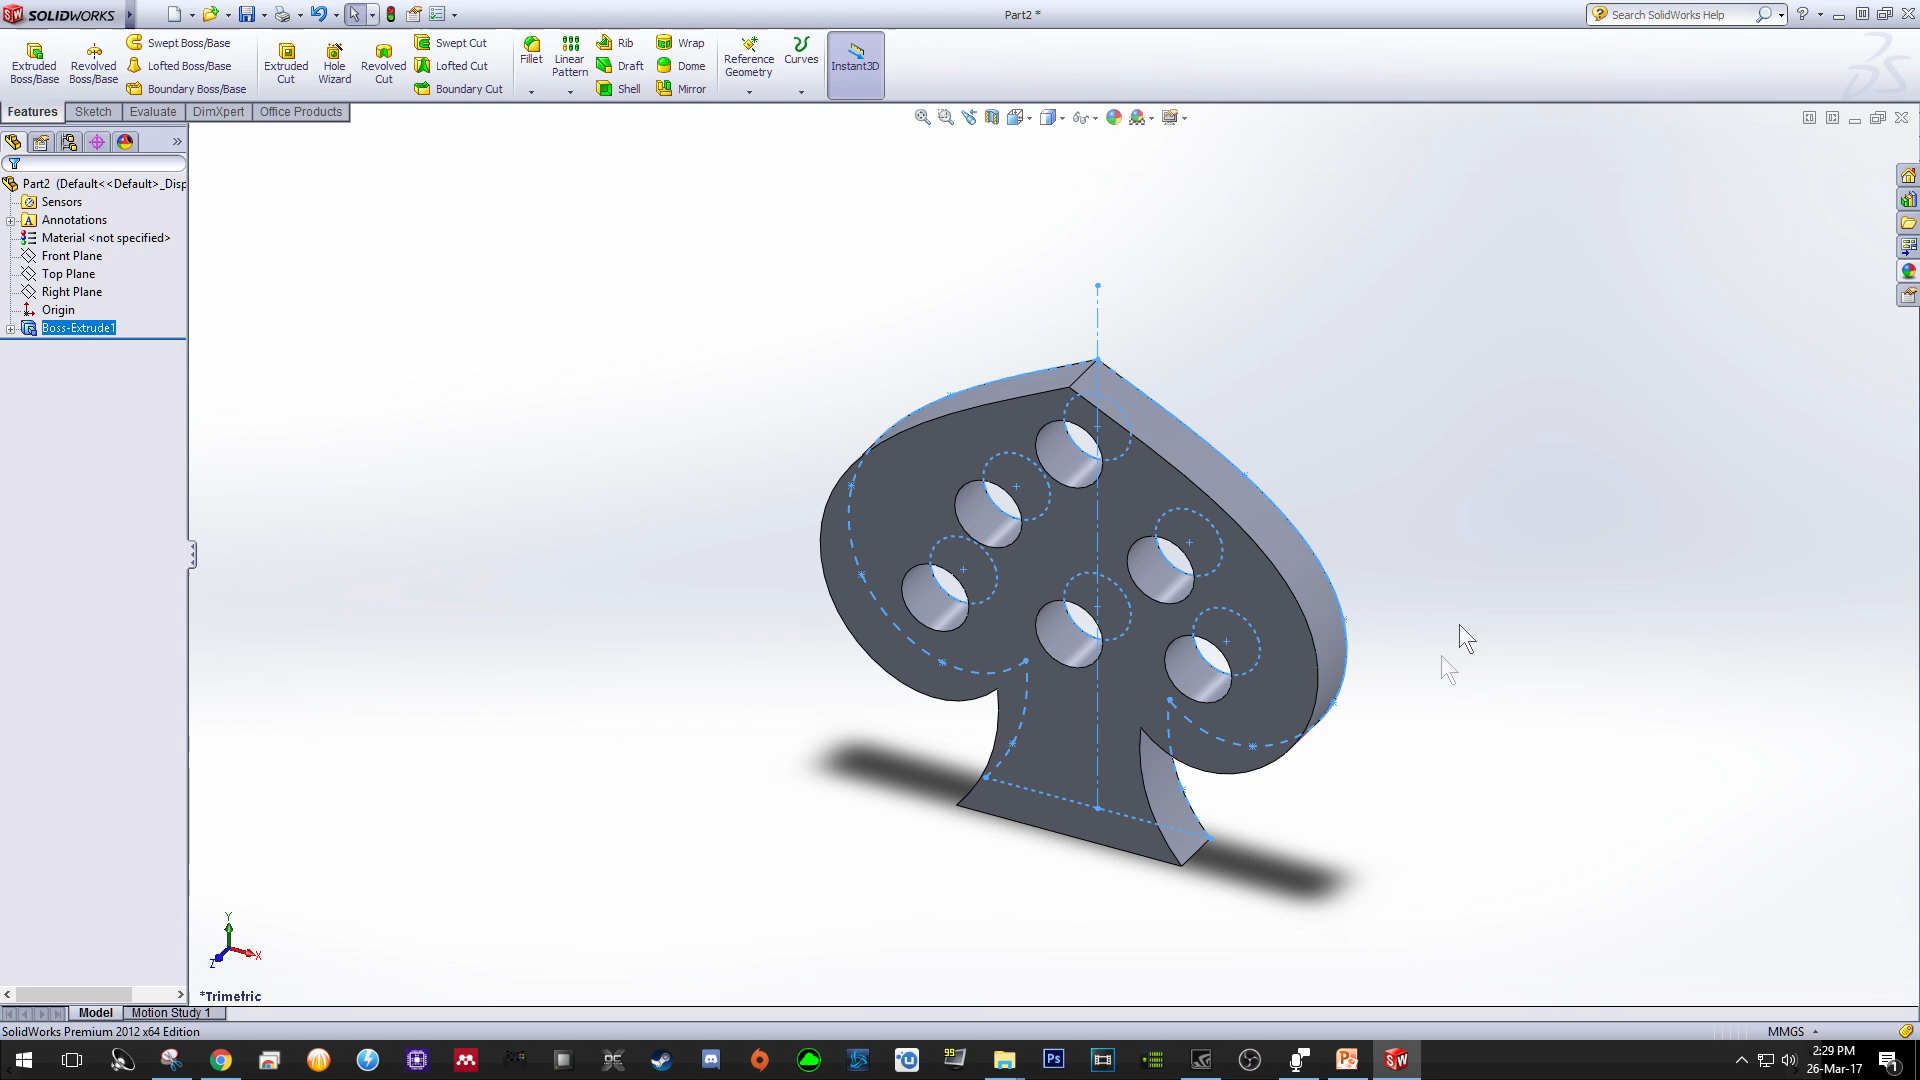 SOLIDWORKS
Part2 *
Search SolidWorks Help
Extruded Boss/Base
Revolved Boss/Base
Swept Boss/Base
Lofted Boss/Base
Boundary Boss/Base
Extruded Cut
Hole Wizard
Revolved Cut
Swept Cut
Lofted Cut
Boundary Cut
Fillet
Linear Pattern
Rib
Draft
Shell
Wrap
Dome
Mirror
Reference Geometry
Curves
Instant3D
Features
Sketch
Evaluate
DimXpert
Office Products
Part2 (Default<<Default>_Disp
Sensors
Annotations
Material <not specified>
Front Plane
Top Plane
Right Plane
Origin
Boss-Extrude1
Y
X
Z
*Trimetric
Model
Motion Study 1
SolidWorks Premium 2012 x64 Edition
MMGS
99
Ps
SW
2:29 PM
26-Mar-17
1